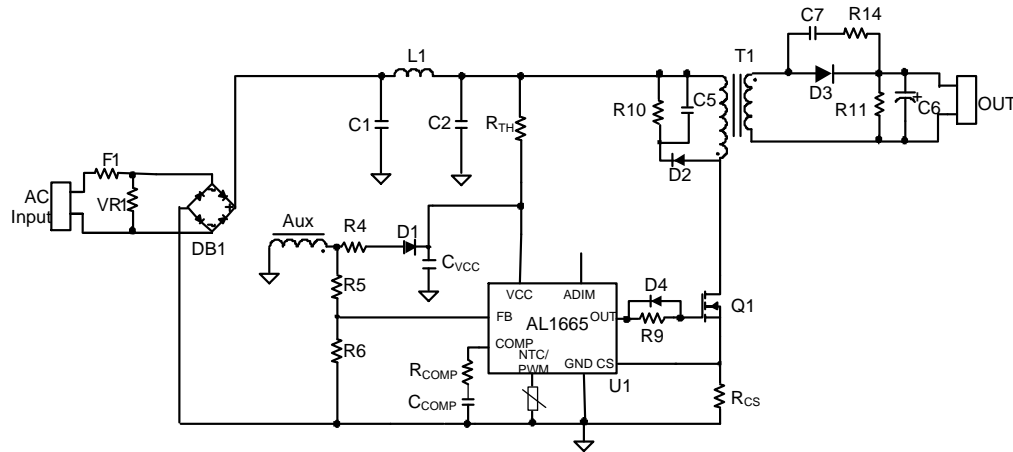 C7
R14
L1
T1
C1
C2
R10
C5
D3
R11
C6
+
OUT
RTH
F1
D2
AC
Input
VR1
+
~
~
DB1
Aux
R4
D1
CVCC
R5
VCC
ADIM
D4
Q1
FB
AL1665
OUT
R9
R6
COMP
NTC/
PWM
GND
CS
U1
RCOMP
CCOMP
RCS